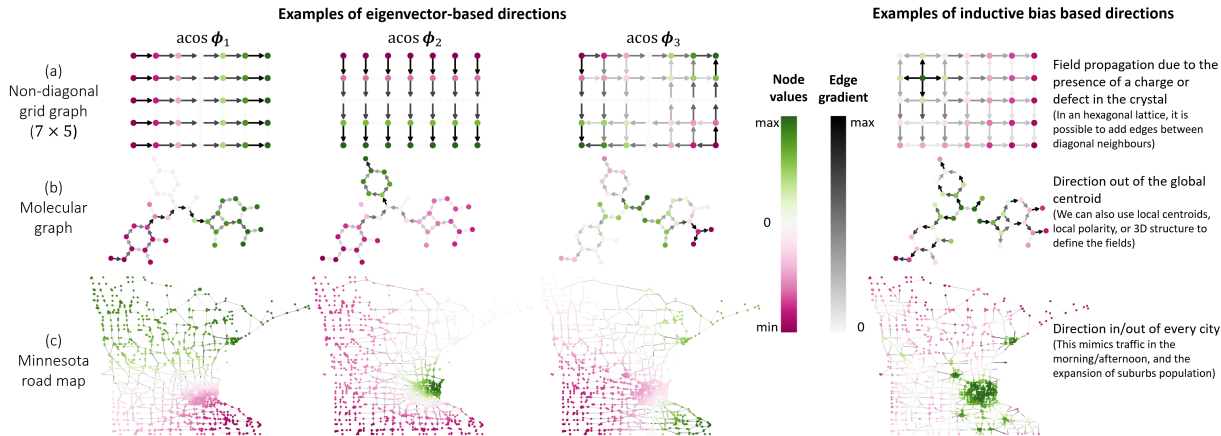 Examples of eigenvector-based directions
Examples of inductive bias based directions
acos ϕ₁
acos ϕ₂
acos ϕ₃
(a)
Non-diagonal
grid graph
(7 × 5)
(b)
Molecular
graph
(c)
Minnesota
road map
Node
values
max
0
min
Edge
gradient
max
0
Field propagation due to the
presence of a charge or
defect in the crystal
(In an hexagonal lattice, it is
possible to add edges between
diagonal neighbours)
Direction out of the global
centroid
(We can also use local centroids,
local polarity, or 3D structure to
define the fields)
Direction in/out of every city
(This mimics traffic in the
morning/afternoon, and the
expansion of suburbs population)